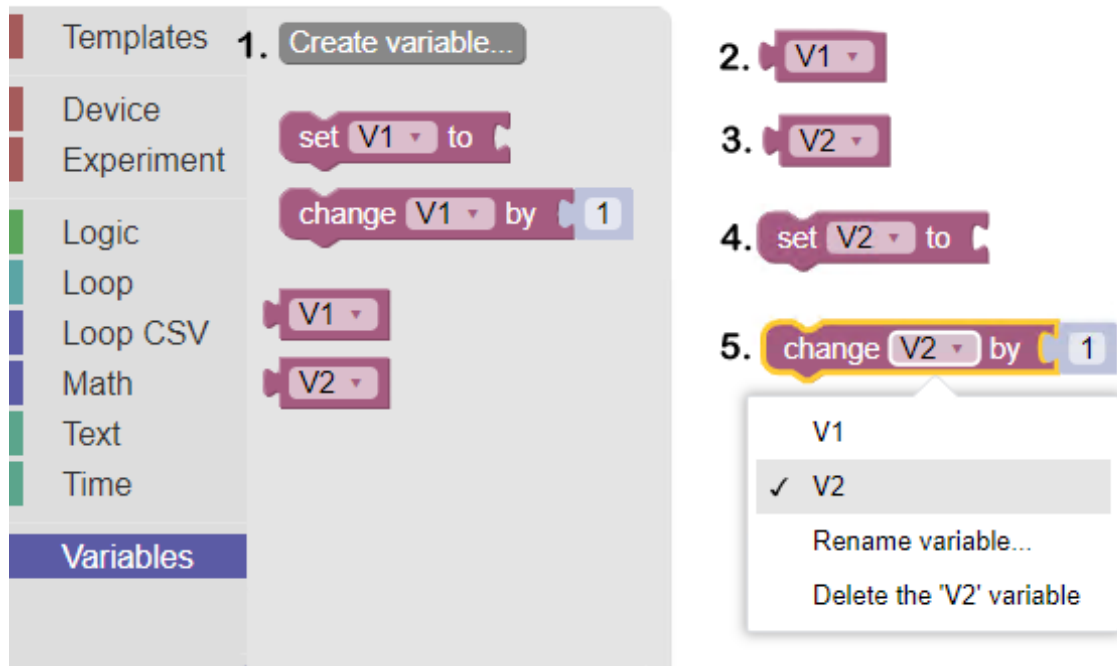 Templates
Device
Experiment
Logic
Loop
Loop CSV
Math
Text
Time
Variables
1. Create variable...
set V1 to
change V1 by 1
V1
V2
2. V1
3. V2
4. set V2 to
5. change V2 by 1
V1
✓ V2
Rename variable...
Delete the 'V2' variable